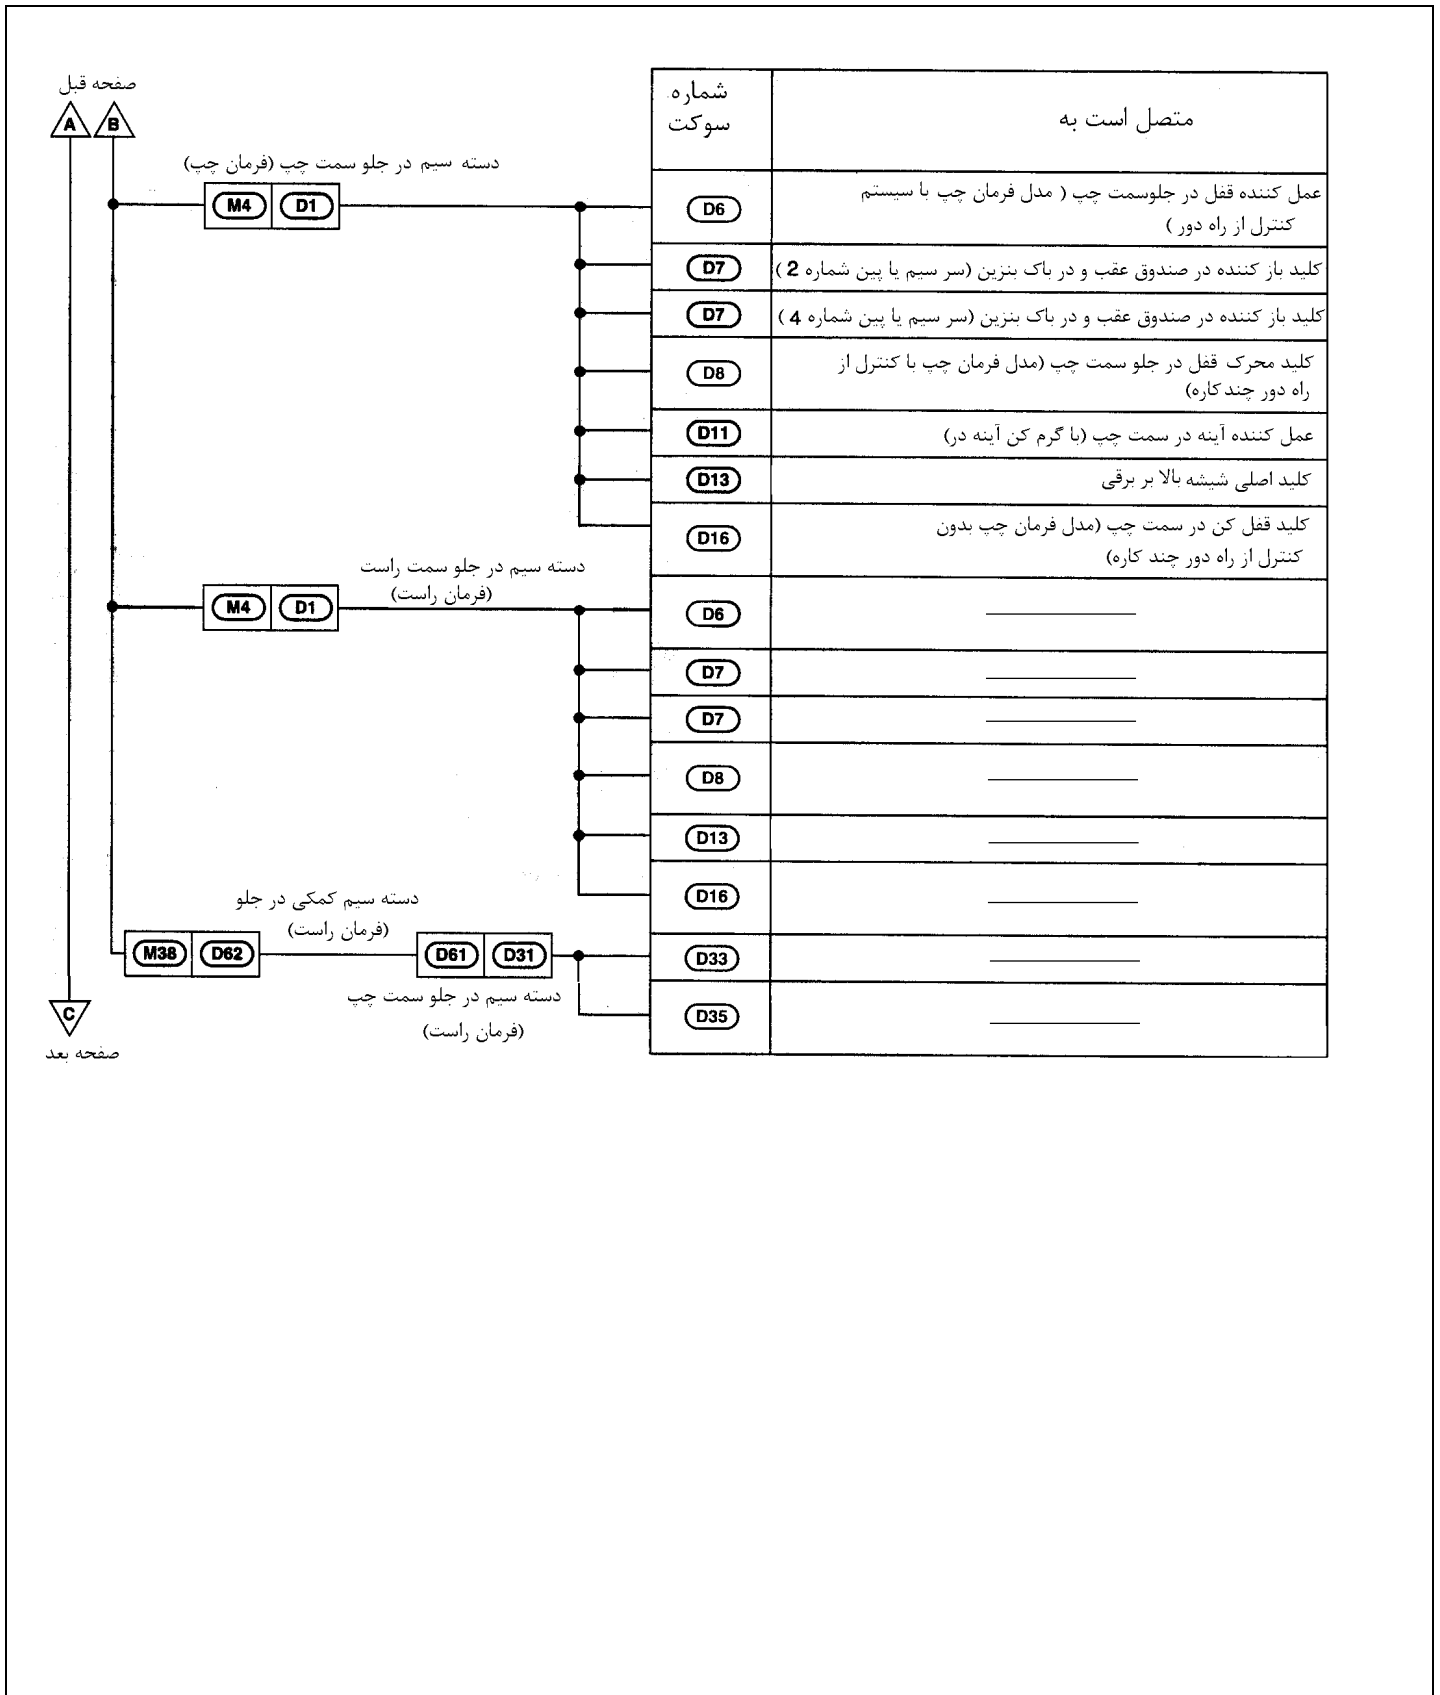 صفحه قبل
A B
شماره سوکت
متصل است به
دسته سیم در جلو سمت چپ (فرمان چپ)
M4 D1
D6
عمل کننده قفل در جلوسمت چپ ( مدل فرمان چپ با سیستم
کنترل از راه دور )
D7
کلید باز کننده در صندوق عقب و در باک بنزین (سر سیم یا پین شماره 2 )
D7
کلید باز کننده در صندوق عقب و در باک بنزین (سر سیم یا پین شماره 4 )
D8
کلید محرک قفل در جلو سمت چپ (مدل فرمان چپ با کنترل از
راه دور چند کاره)
D11
عمل کننده آینه در سمت چپ (با گرم کن آینه در)
D13
کلید اصلی شیشه بالا بر برقی
D16
کلید قفل کن در سمت چپ (مدل فرمان چپ بدون
کنترل از راه دور چند کاره)
دسته سیم در جلو سمت راست
(فرمان راست)
M4 D1
D6
D7
D7
D8
D13
D16
دسته سیم کمکی در جلو
(فرمان راست)
M38 D62
D61 D31
D33
دسته سیم در جلو سمت چپ
(فرمان راست)
D35
C
صفحه بعد